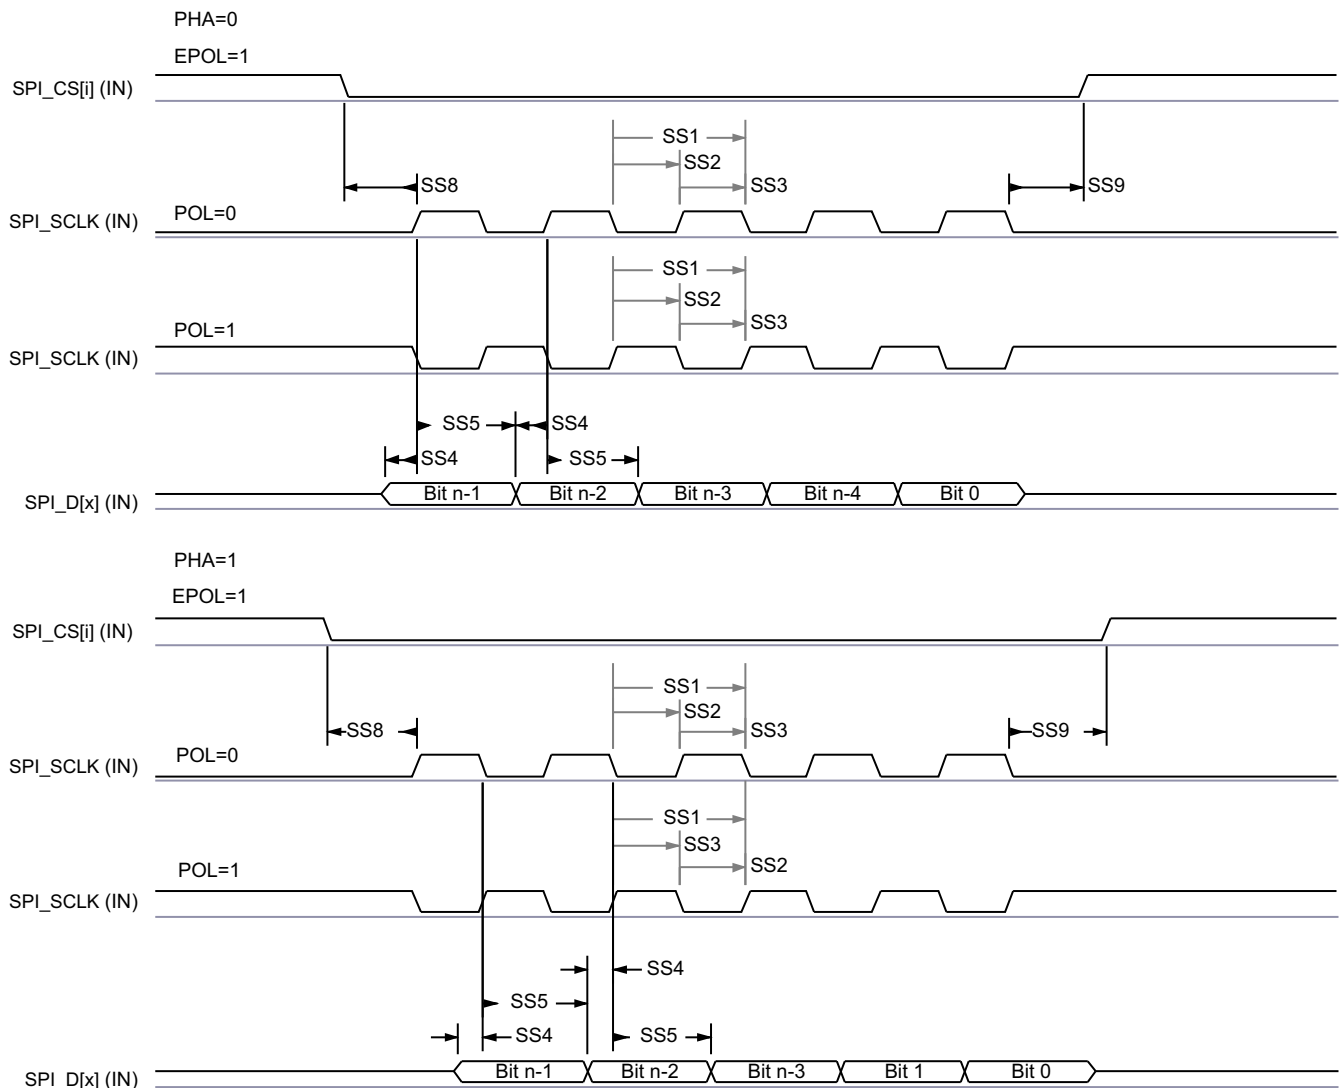 PHA=0
EPOL=1
SPI_CS[i] (IN)
SS1
SS2
SS8
SS3
SS9
POL=0
SPI_SCLK (IN)
SS1
SS2
SS3
POL=1
SPI_SCLK (IN)
SS5
SS4
SS4
SS5
SPI_D[x] (IN)
Bit n-1
Bit n-2
Bit n-3
Bit n-4
Bit 0
PHA=1
EPOL=1
SPI_CS[i] (IN)
SS1
SS2
SS8
SS3
SS9
POL=0
SPI_SCLK (IN)
SS1
SS3
SS2
POL=1
SPI_SCLK (IN)
SS4
SS5
SS4
SS5
SPI_D[x] (IN)
Bit n-1
Bit n-2
Bit n-3
Bit 1
Bit 0